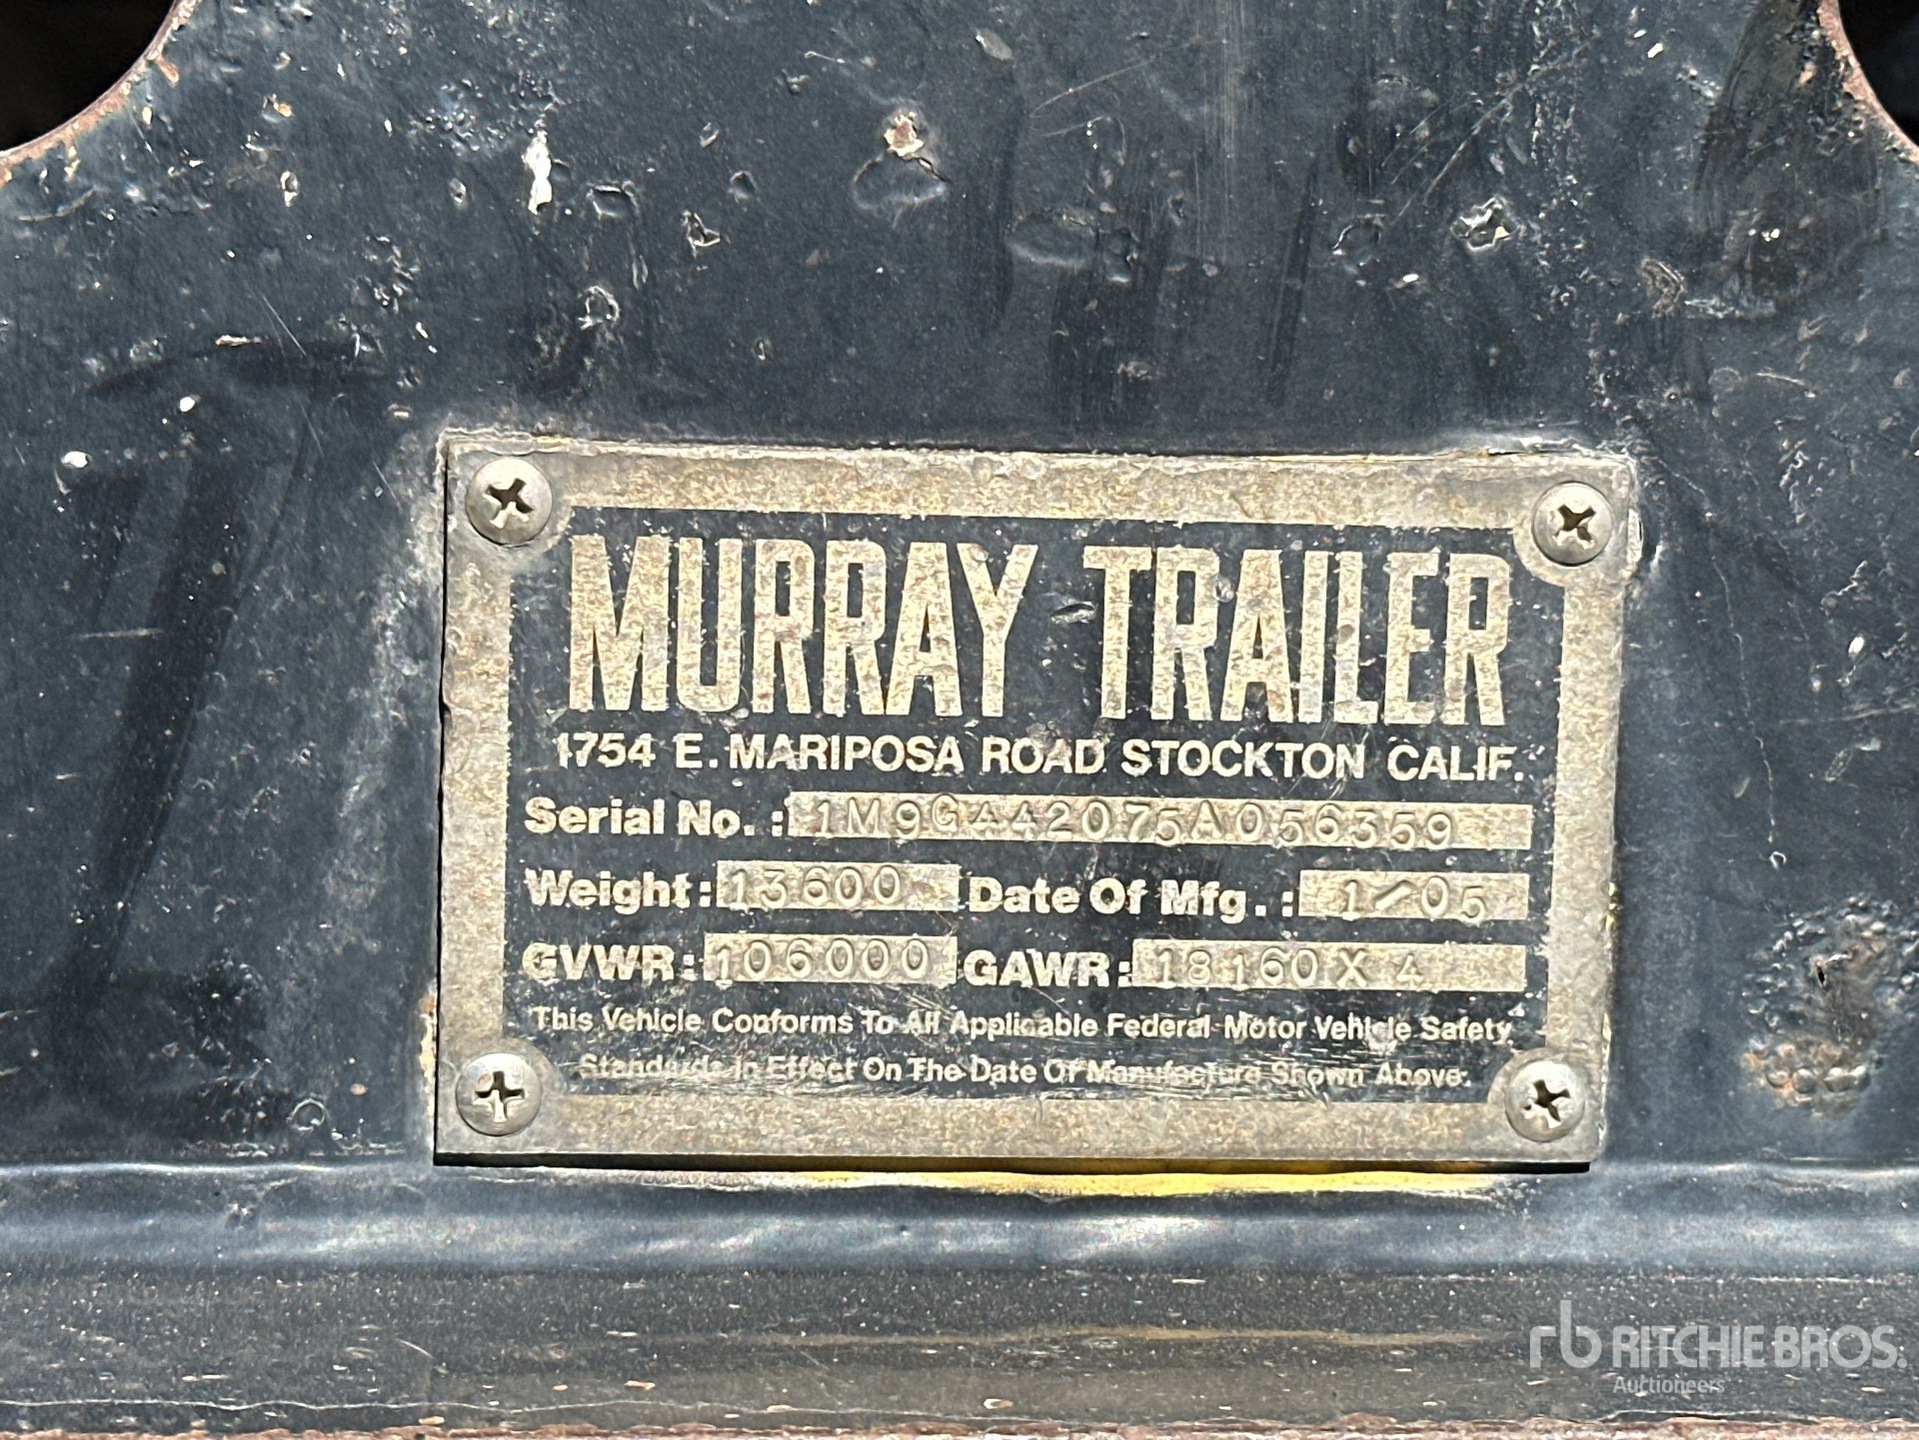 MURRAY TRAILER
1754 E. MARIPOSA ROAD STOCKTON CALIF.
Serial No. : 1M9G442075A056359
Weight: 13600 Date Of Mfg. : 1/05
GVWR: 106000 GAWR: 18160 X 4
This Vehicle Conforms To All Applicable Federal Motor Vehicle Safety
Standards In Effect On The Date Of Manufacture Shown Above.
rb RITCHIE BROS.
Auctioneers